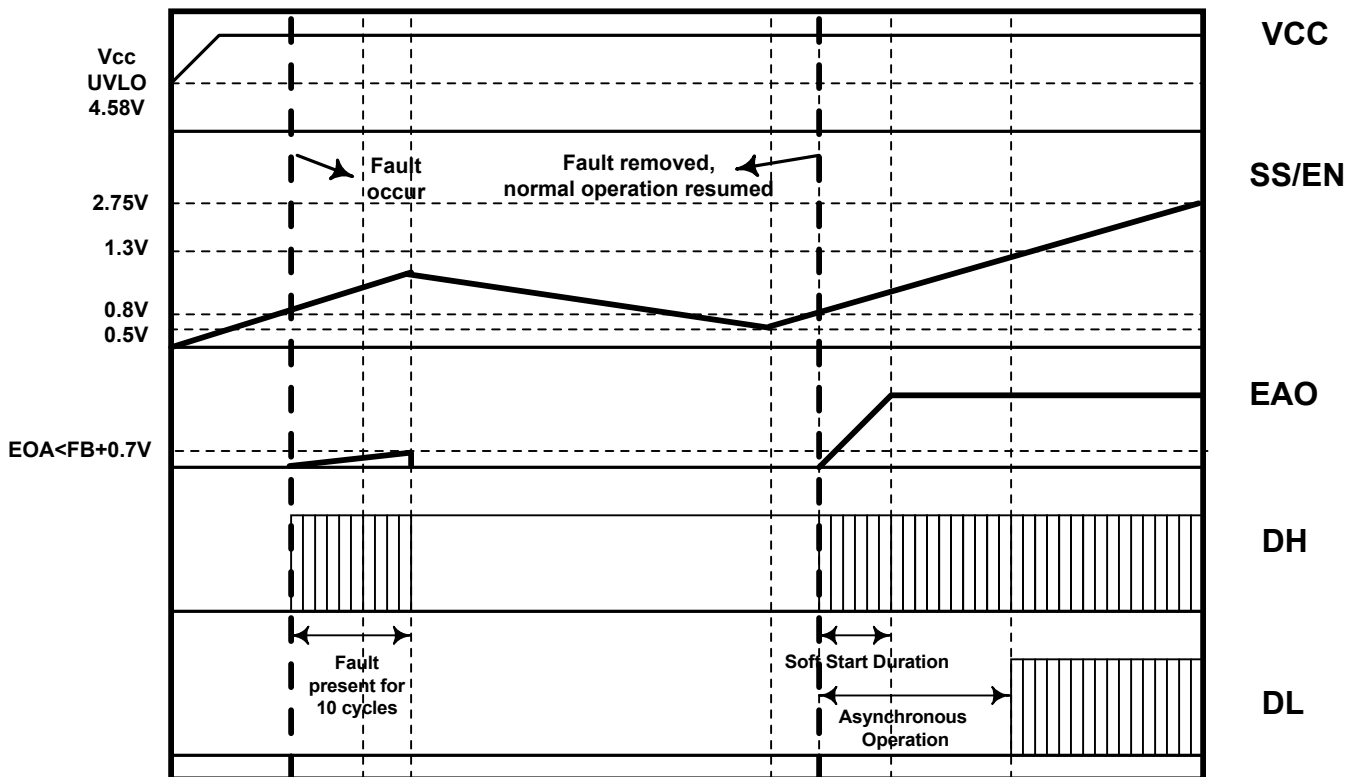 VCC
Vcc
UVLO
4.58V
Fault
occur
Fault removed,
normal operation resumed
SS/EN
2.75V
1.3V
0.8V
0.5V
EAO
EOA<FB+0.7V
DH
Fault
present for
10 cycles
Soft Start Duration
Asynchronous
Operation
DL